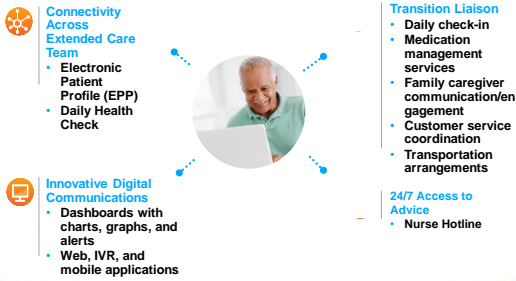 Connectivity
Across
Extended Care
Team
• Electronic
Patient
Profile (EPP)
• Daily Health
Check
Innovative Digital
Communications
• Dashboards with
charts, graphs, and
alerts
• Web, IVR, and
mobile applications
Transition Liaison
• Daily check-in
• Medication
management
services
• Family caregiver
communication/en
gagement
• Customer service
coordination
• Transportation
arrangements
24/7 Access to
Advice
• Nurse Hotline